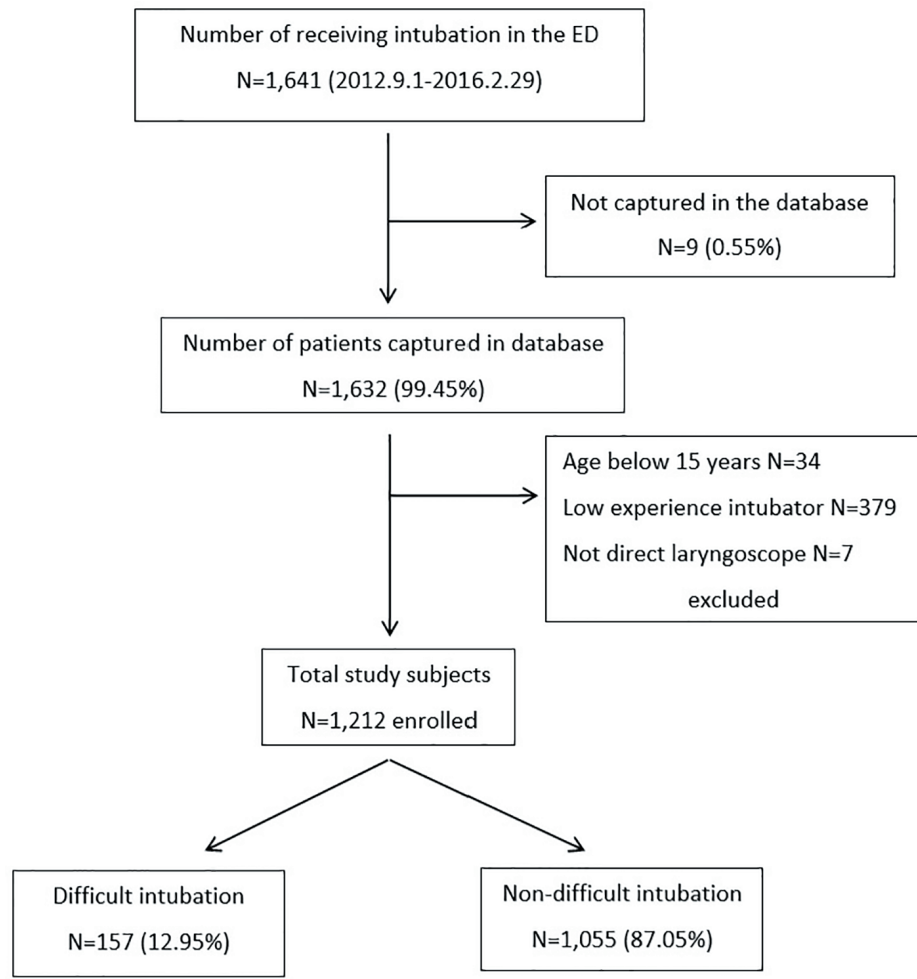 Number of receiving intubation in the ED
N=1,641 (2012.9.1-2016.2.29)
Not captured in the database
N=9 (0.55%)
Number of patients captured in database
N=1,632 (99.45%)
Age below 15 years N=34
Low experience intubator N=379
Not direct laryngoscope N=7
excluded
Total study subjects
N=1,212 enrolled
Difficult intubation
N=157 (12.95%)
Non-difficult intubation
N=1,055 (87.05%)